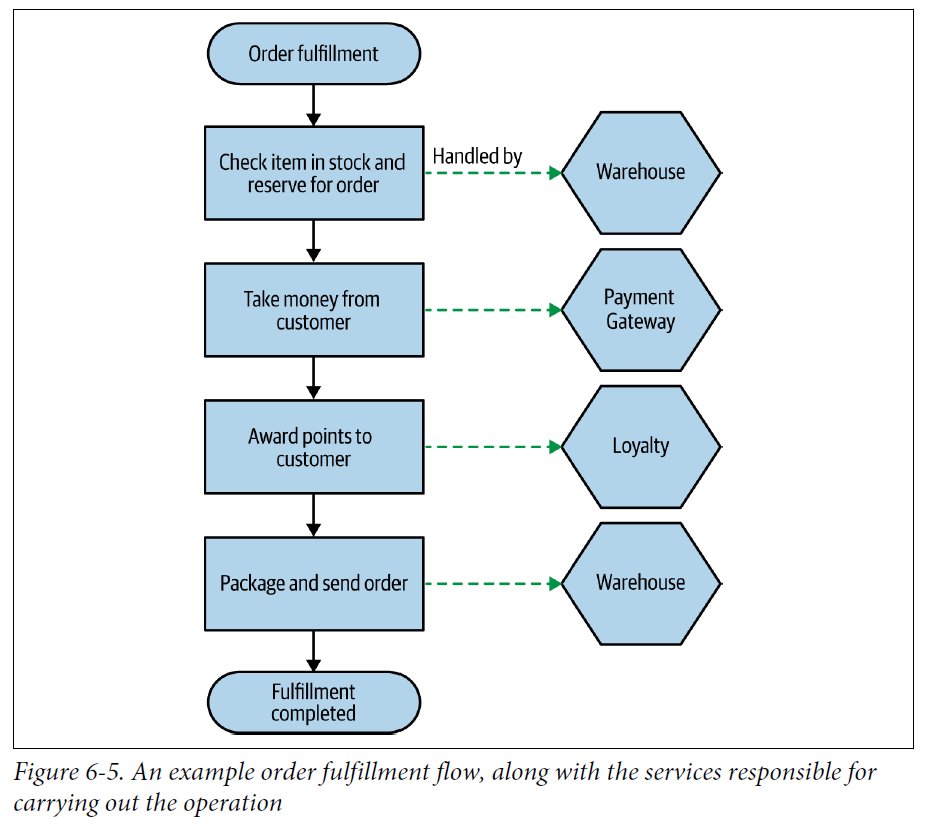 Order fulfillment
Check item in stock and
reserve for order
Handled by
Warehouse
Take money from
customer
Payment
Gateway
Award points to
customer
Loyalty
Package and send order
Warehouse
Fulfillment
completed
Figure 6-5. An example order fulfillment flow, along with the services responsible for
carrying out the operation